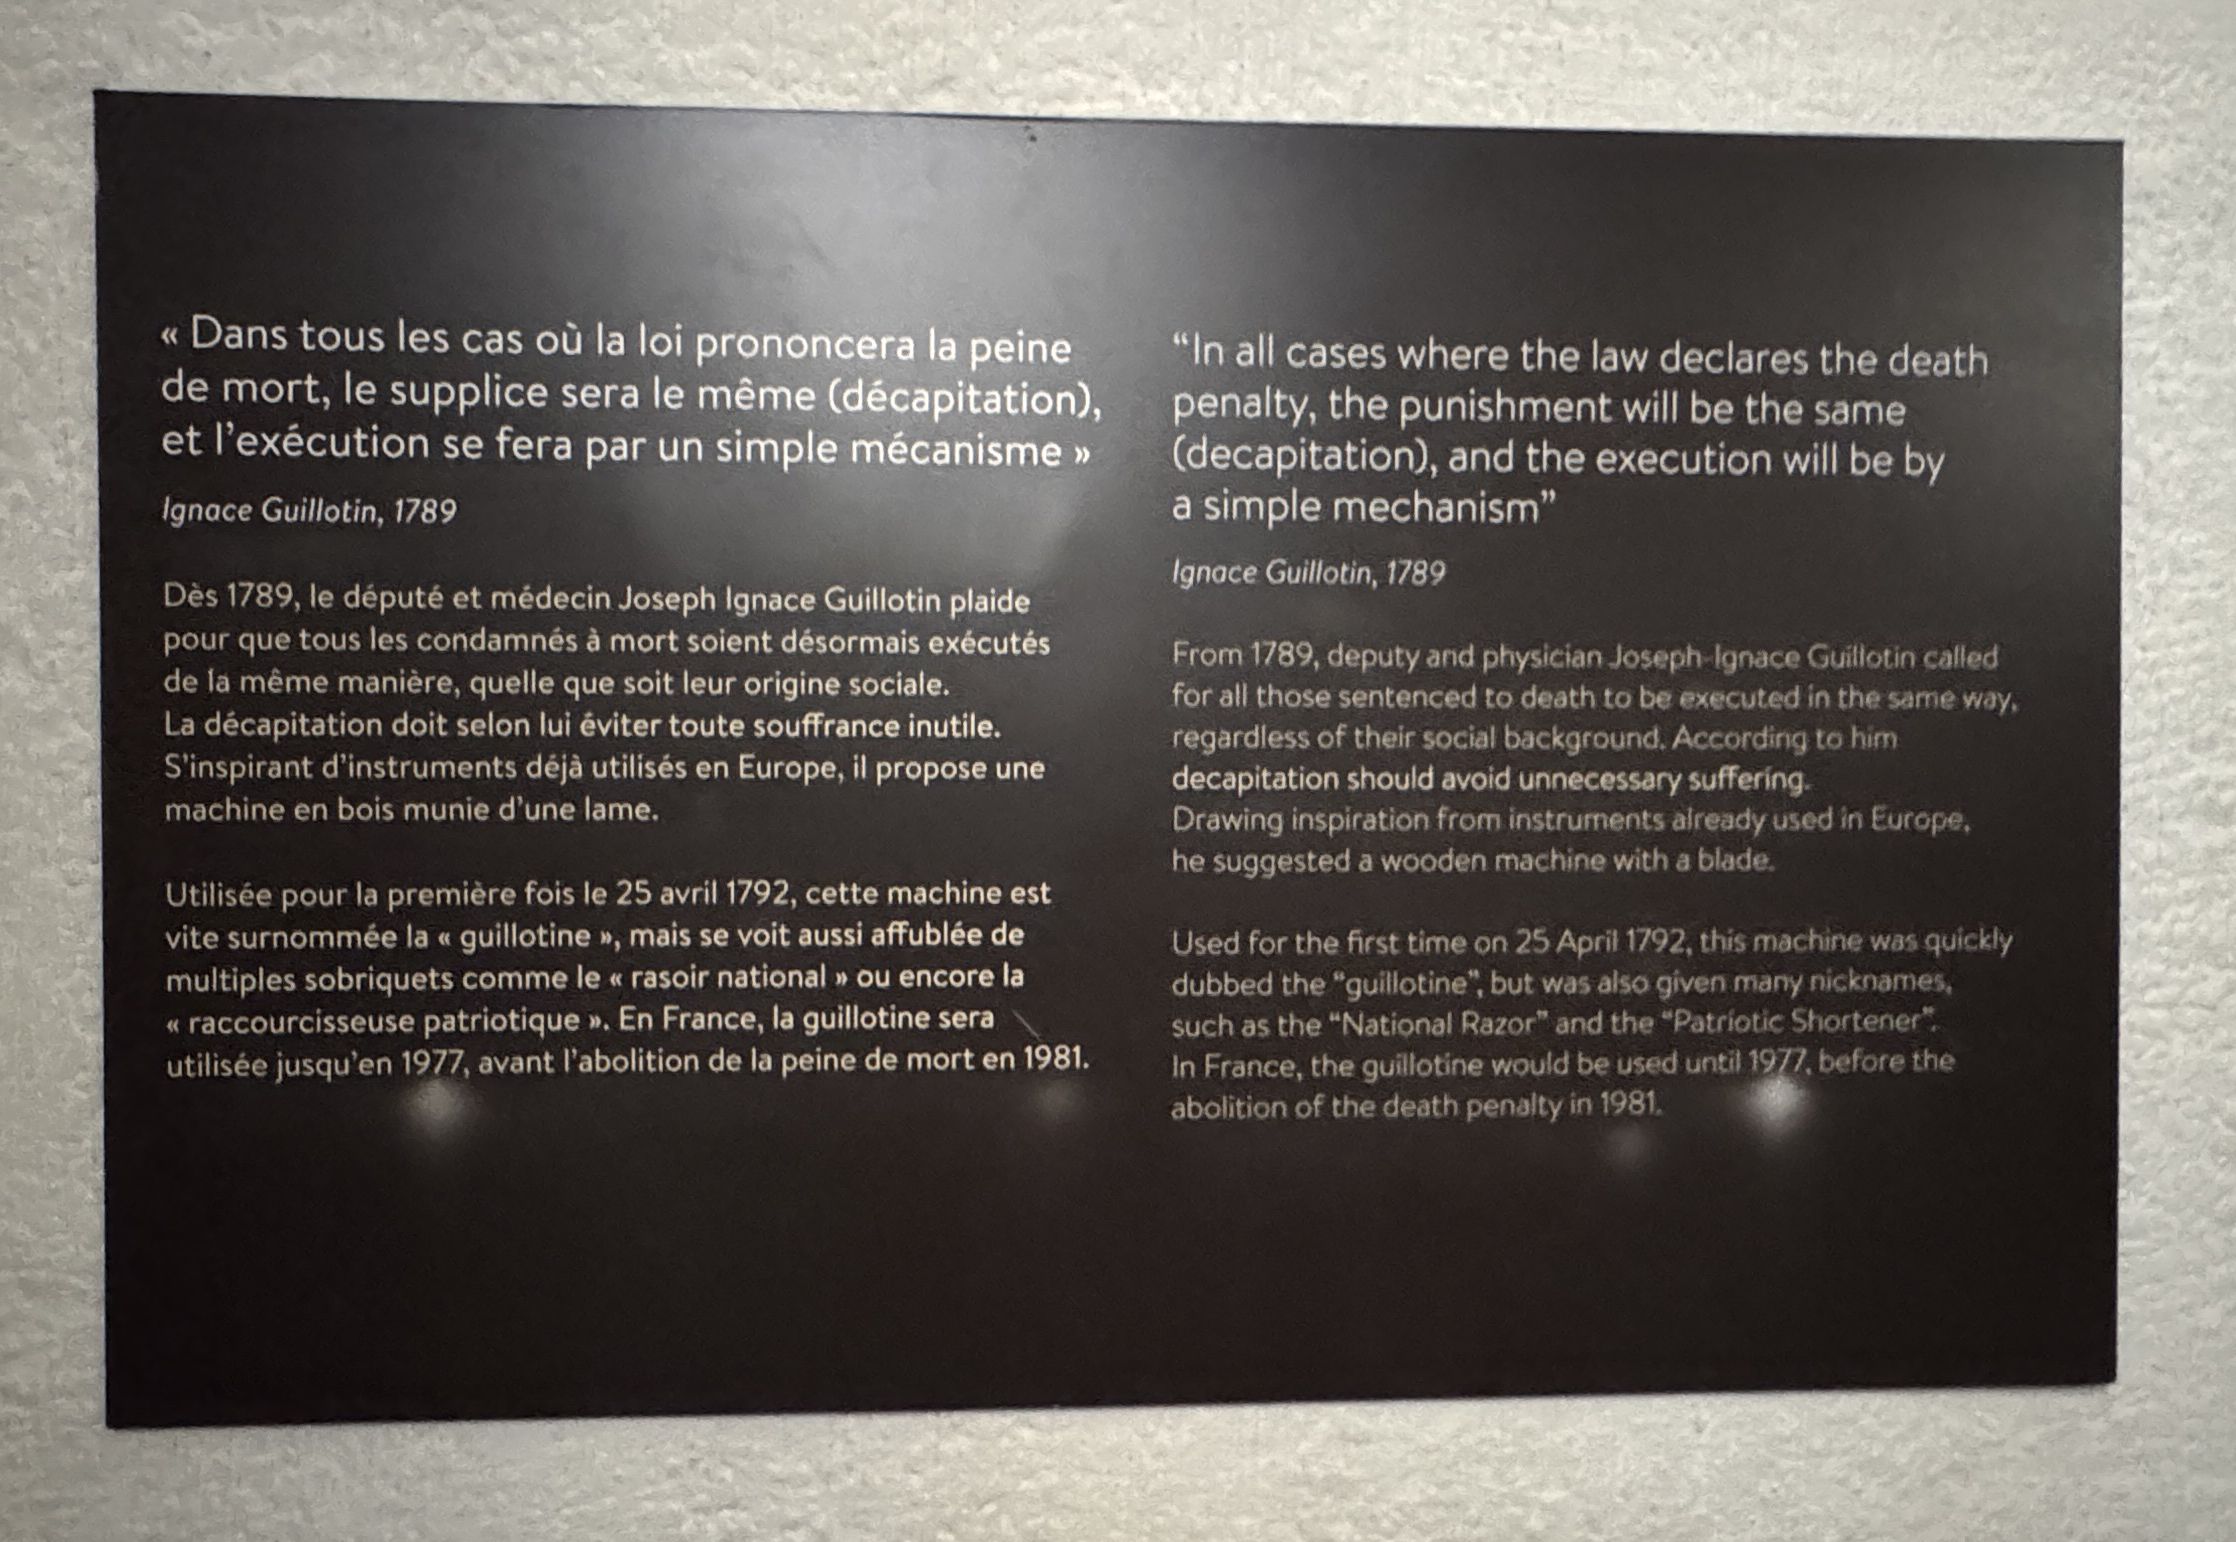 « Dans tous les cas où la loi prononcera la peine
de mort, le supplice sera le même (décapitation),
et l'exécution se fera par un simple mécanisme »
Ignace Guillotin, 1789
Dès 1789, le député et médecin Joseph Ignace Guillotin plaide
pour que tous les condamnés à mort soient désormais exécutés
de la même manière, quelle que soit leur origine sociale.
La décapitation doit selon lui éviter toute souffrance inutile.
S'inspirant d'instruments déjà utilisés en Europe, il propose une
machine en bois munie d'une lame.
Utilisée pour la première fois le 25 avril 1792, cette machine est
vite surnommée la « guillotine », mais se voit aussi affublée de
multiples sobriquets comme le « rasoir national » ou encore la
« raccourcisseuse patriotique ». En France, la guillotine sera
utilisée jusqu'en 1977, avant l'abolition de la peine de mort en 1981.
“In all cases where the law declares the death
penalty, the punishment will be the same
(decapitation), and the execution will be by
a simple mechanism”
Ignace Guillotin, 1789
From 1789, deputy and physician Joseph-Ignace Guillotin called
for all those sentenced to death to be executed in the same way,
regardless of their social background. According to him
decapitation should avoid unnecessary suffering.
Drawing inspiration from instruments already used in Europe,
he suggested a wooden machine with a blade.
Used for the first time on 25 April 1792, this machine was quickly
dubbed the “guillotine”, but was also given many nicknames,
such as the “National Razor” and the “Patriotic Shortener”.
In France, the guillotine would be used until 1977, before the
abolition of the death penalty in 1981.